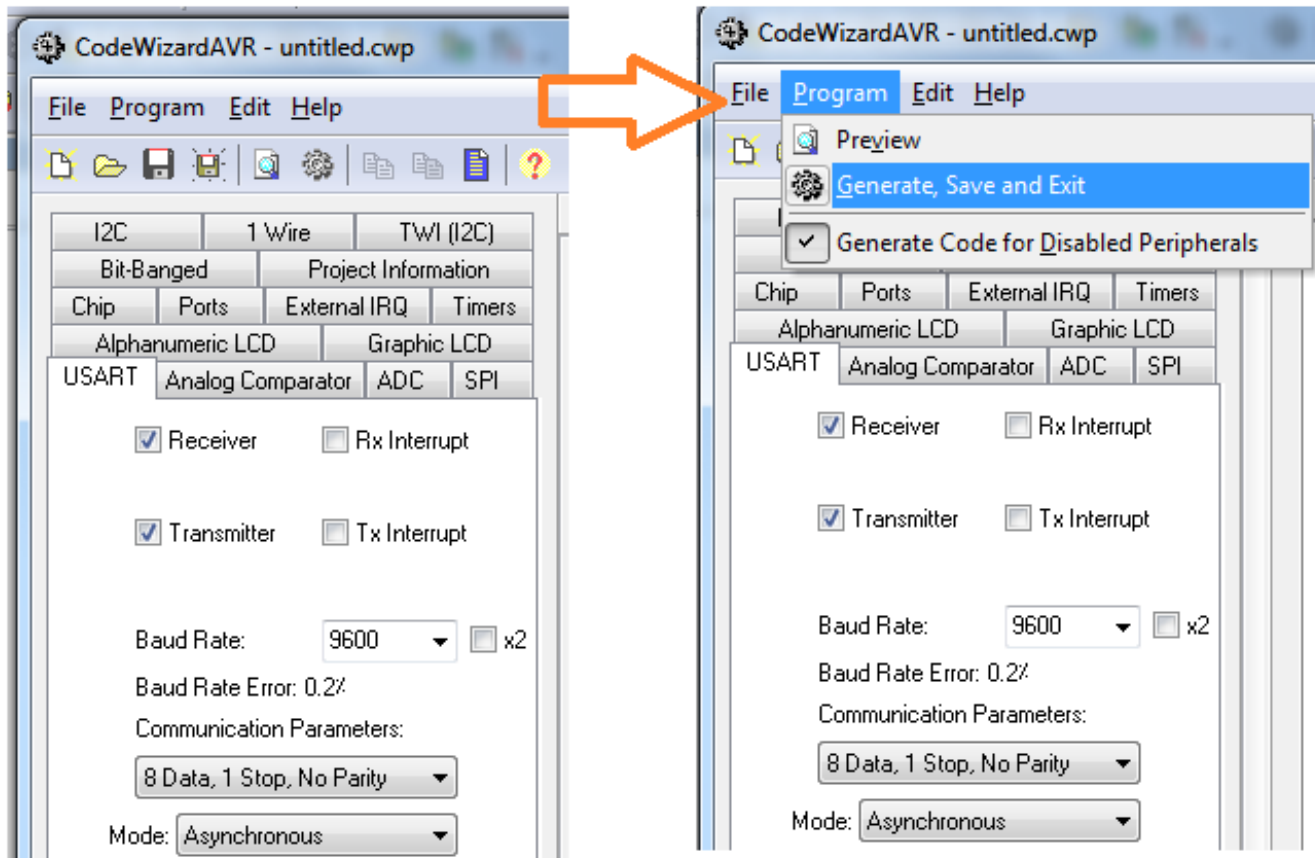 CodeWizardAVR - untitled.cwp
File Program Edit Help
I2C 1 Wire TWI (I2C)
Bit-Banged Project Information
Chip Ports External IRQ Timers
Alphanumeric LCD Graphic LCD
USART Analog Comparator ADC SPI
Receiver Rx Interrupt
Transmitter Tx Interrupt
Baud Rate: 9600 x2
Baud Rate Error: 0.2%
Communication Parameters:
8 Data, 1 Stop, No Parity
Mode: Asynchronous
CodeWizardAVR - untitled.cwp
File Program Edit Help
Preview
Generate, Save and Exit
Generate Code for Disabled Peripherals
Chip Ports External IRQ Timers
Alphanumeric LCD Graphic LCD
USART Analog Comparator ADC SPI
Receiver Rx Interrupt
Transmitter Tx Interrupt
Baud Rate: 9600 x2
Baud Rate Error: 0.2%
Communication Parameters:
8 Data, 1 Stop, No Parity
Mode: Asynchronous